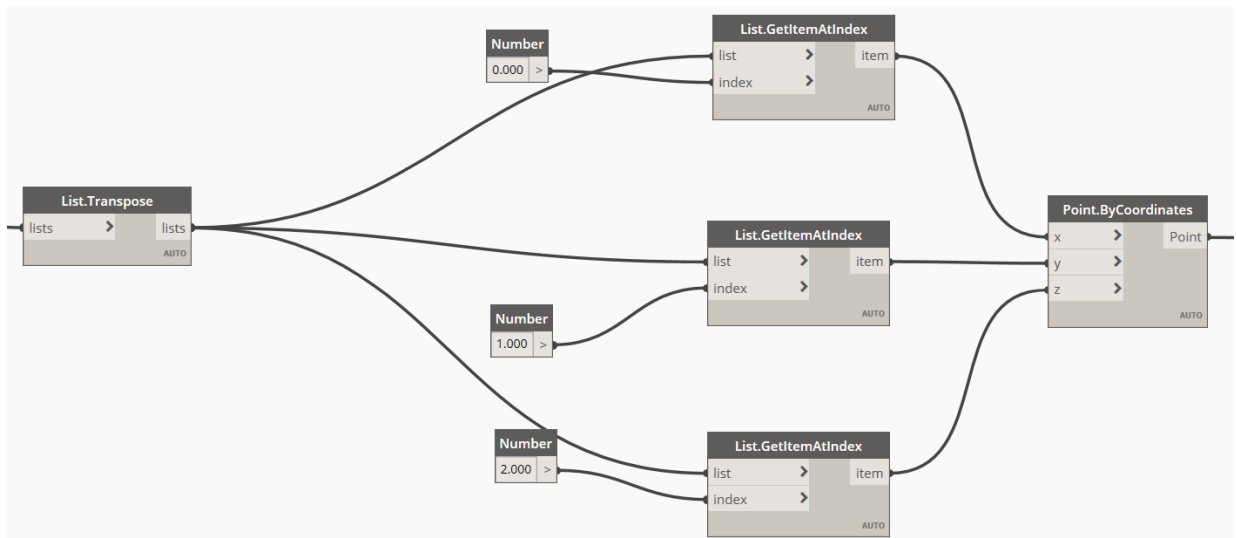 List.Transpose
lists > lists
AUTO
Number
0.000 >
List.GetItemAtIndex
list > item
index >
AUTO
Number
1.000 >
List.GetItemAtIndex
list > item
index >
AUTO
Number
2.000 >
List.GetItemAtIndex
list > item
index >
AUTO
Point.ByCoordinates
x > Point
y >
z >
AUTO